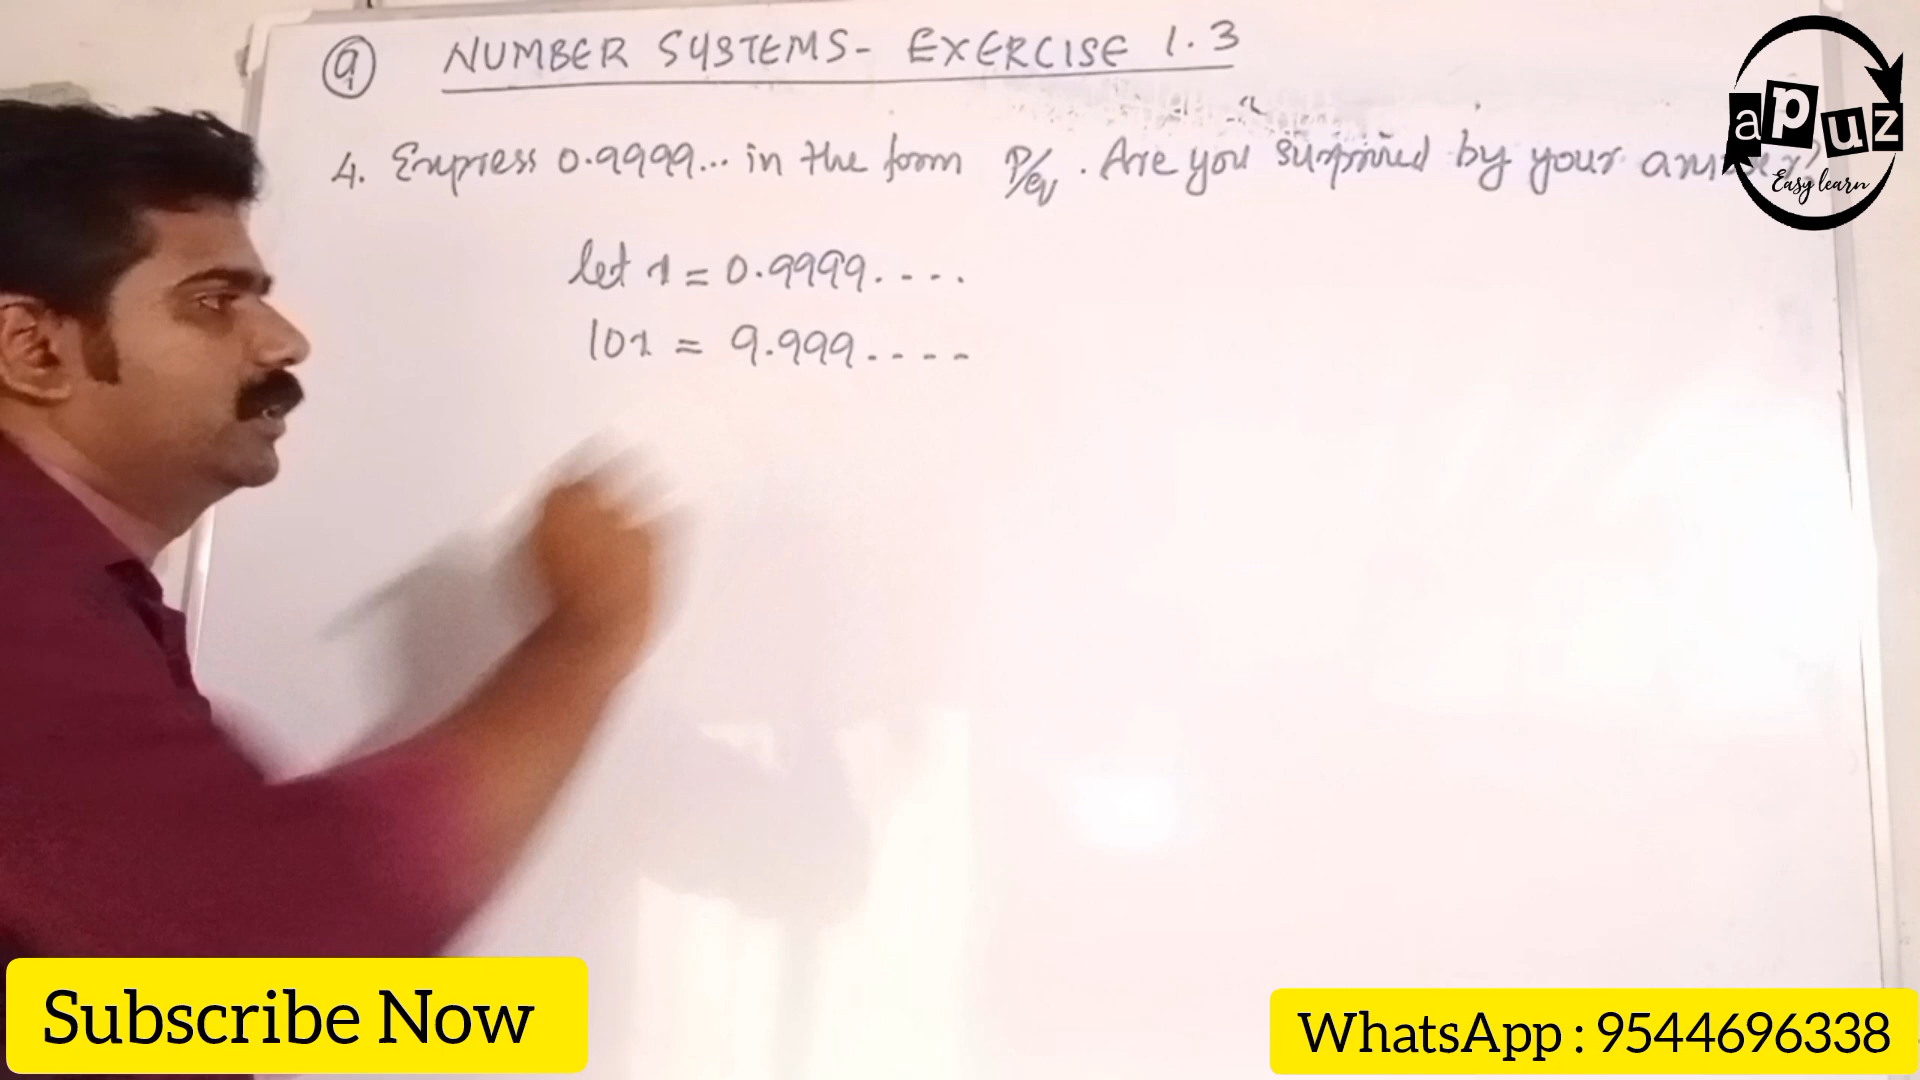 9 NUMBER SYSTEMS - EXERCISE 1.3
4. Express 0.9999... in the form P/q. Are you surprised by your answer?
let x = 0.9999....
10x = 9.999....
apuz
Easy learn
Subscribe Now
WhatsApp : 9544696338